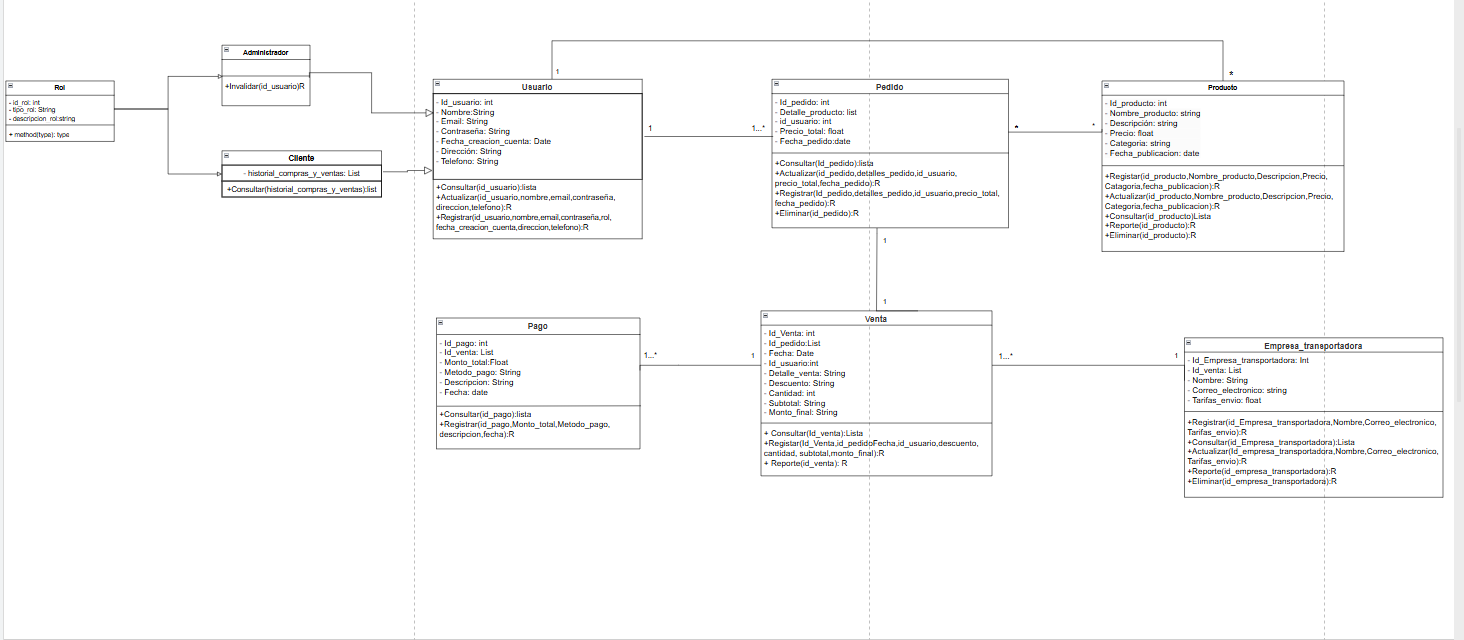 Rol
- id_rol: int
- tipo_rol: String
- descripcion_rol:string
+ method(type): type
Administrador
+Invalidar(id_usuario)R
Cliente
- historial_compras_y_ventas: List
+Consultar(historial_compras_y_ventas):list
Usuario
- Id_usuario: int
- Nombre:String
- Email: String
- Contraseña: String
- Fecha_creacion_cuenta: Date
- Dirección: String
- Telefono: String
+Consultar(id_usuario):lista
+Actualizar(id_usuario,nombre,email,contraseña,
direccion,telefono):R
+Registrar(id_usuario,nombre,email,contraseña,rol,
fecha_creacion_cuenta,direccion,telefono):R
1
*
1
1...*
Pedido
- Id_pedido: int
- Detalle_producto: list
- id_usuario: int
- Precio_total: float
- Fecha_pedido:date
+Consultar(Id_pedido):lista
+Actualizar(id_pedido,detalles_pedido,id_usuario,
precio_total,fecha_pedido):R
+Registrar(Id_pedido,detalles_pedido,id_usuario,precio_total,
fecha_pedido):R
+Eliminar(id_pedido):R
*
*
Producto
- Id_producto: int
- Nombre_producto: string
- Descripción: string
- Precio: float
- Categoria: string
- Fecha_publicacion: date
+Registar(id_producto,Nombre_producto,Descripcion,Precio,
Catagoria,fecha_publicacion):R
+Actualizar(id_producto,Nombre_producto,Descripcion,Precio,
Categoria,fecha_publicacion):R
+Consultar(id_producto)Lista
+Reporte(id_producto):R
+Eliminar(id_producto):R
1
1
Pago
- Id_pago: int
- Id_venta: List
- Monto_total:Float
- Metodo_pago: String
- Descripcion: String
- Fecha: date
+Consultar(id_pago):lista
+Registrar(id_pago,Monto_total,Metodo_pago,
descripcion,fecha):R
1...*
1
Venta
- Id_Venta: int
- Id_pedido:List
- Fecha: Date
- Id_usuario:int
- Detalle_venta: String
- Descuento: String
- Cantidad: int
- Subtotal: String
- Monto_final: String
+ Consultar(Id_venta):Lista
+Registar(Id_Venta,id_pedidoFecha,id_usuario,descuento,
cantidad, subtotal,monto_final):R
+ Reporte(id_venta): R
1...*
1
Empresa_transportadora
- Id_Empresa_transportadora: Int
- Id_venta: List
- Nombre: String
- Correo_electronico: string
- Tarifas_envio: float
+Registrar(id_Empresa_transportadora,Nombre,Correo_electronico,
Tarifas_envio):R
+Consultar(id_Empresa_transportadora):Lista
+Actualizar(Id_empresa_transportadora,Nombre,Correo_electronico,
Tarifas_envio):R
+Reporte(id_empresa_transportadora):R
+Eliminar(id_empresa_transportadora):R